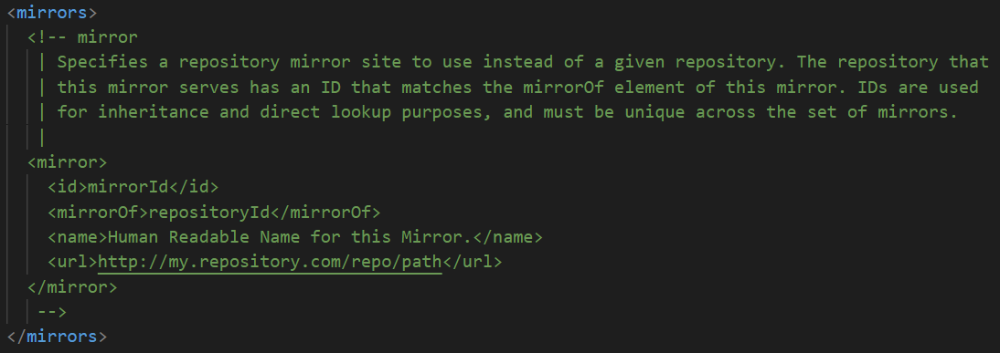 <mirrors>
<!-- mirror
| Specifies a repository mirror site to use instead of a given repository. The repository that
| this mirror serves has an ID that matches the mirrorOf element of this mirror. IDs are used
| for inheritance and direct lookup purposes, and must be unique across the set of mirrors.
|
<mirror>
<id>mirrorId</id>
<mirrorOf>repositoryId</mirrorOf>
<name>Human Readable Name for this Mirror.</name>
<url>http://my.repository.com/repo/path</url>
</mirror>
-->
</mirrors>